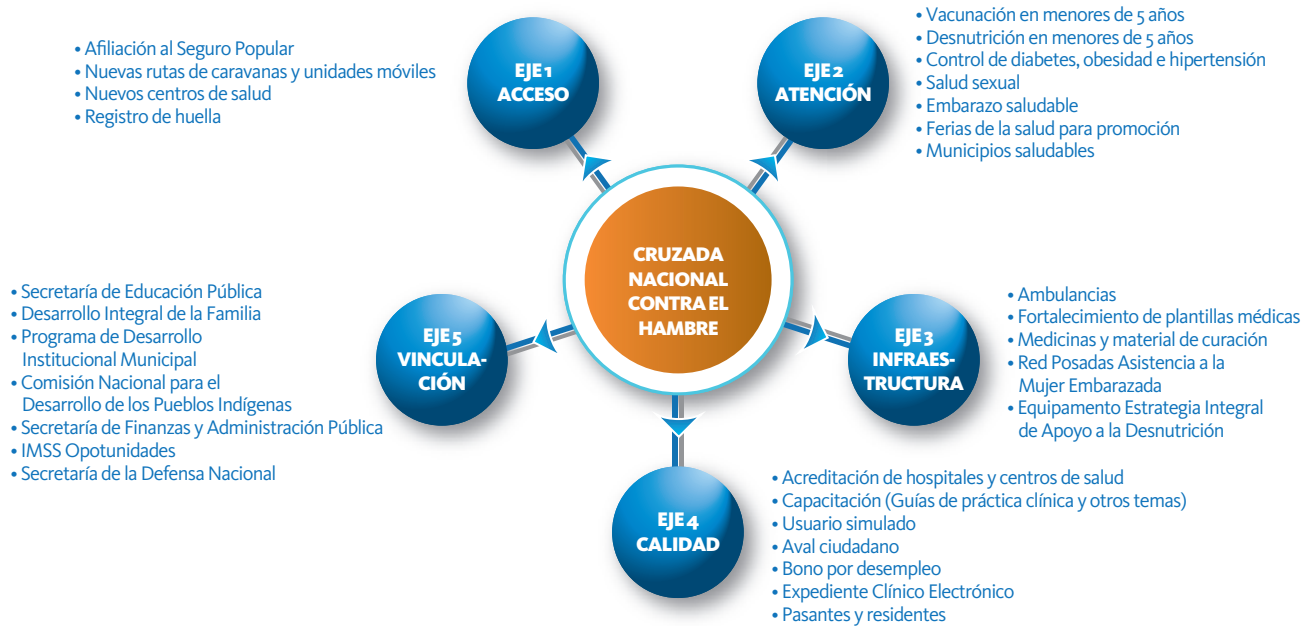 • Afiliación al Seguro Popular
• Nuevas rutas de caravanas y unidades móviles
• Nuevos centros de salud
• Registro de huella
EJE 1
ACCESO
EJE 2
ATENCIÓN
• Vacunación en menores de 5 años
• Desnutrición en menores de 5 años
• Control de diabetes, obesidad e hipertensión
• Salud sexual
• Embarazo saludable
• Ferias de la salud para promoción
• Municipios saludables
CRUZADA
NACIONAL
CONTRA EL
HAMBRE
• Secretaría de Educación Pública
• Desarrollo Integral de la Familia
• Programa de Desarrollo
Institucional Municipal
• Comisión Nacional para el
Desarrollo de los Pueblos Indígenas
• Secretaría de Finanzas y Administración Pública
• IMSS Opotunidades
• Secretaría de la Defensa Nacional
EJE 5
VINCULA-
CIÓN
EJE 3
INFRAES-
TRUCTURA
• Ambulancias
• Fortalecimiento de plantillas médicas
• Medicinas y material de curación
• Red Posadas Asistencia a la
Mujer Embarazada
• Equipamento Estrategia Integral
de Apoyo a la Desnutrición
EJE 4
CALIDAD
• Acreditación de hospitales y centros de salud
• Capacitación (Guías de práctica clínica y otros temas)
• Usuario simulado
• Aval ciudadano
• Bono por desempleo
• Expediente Clínico Electrónico
• Pasantes y residentes